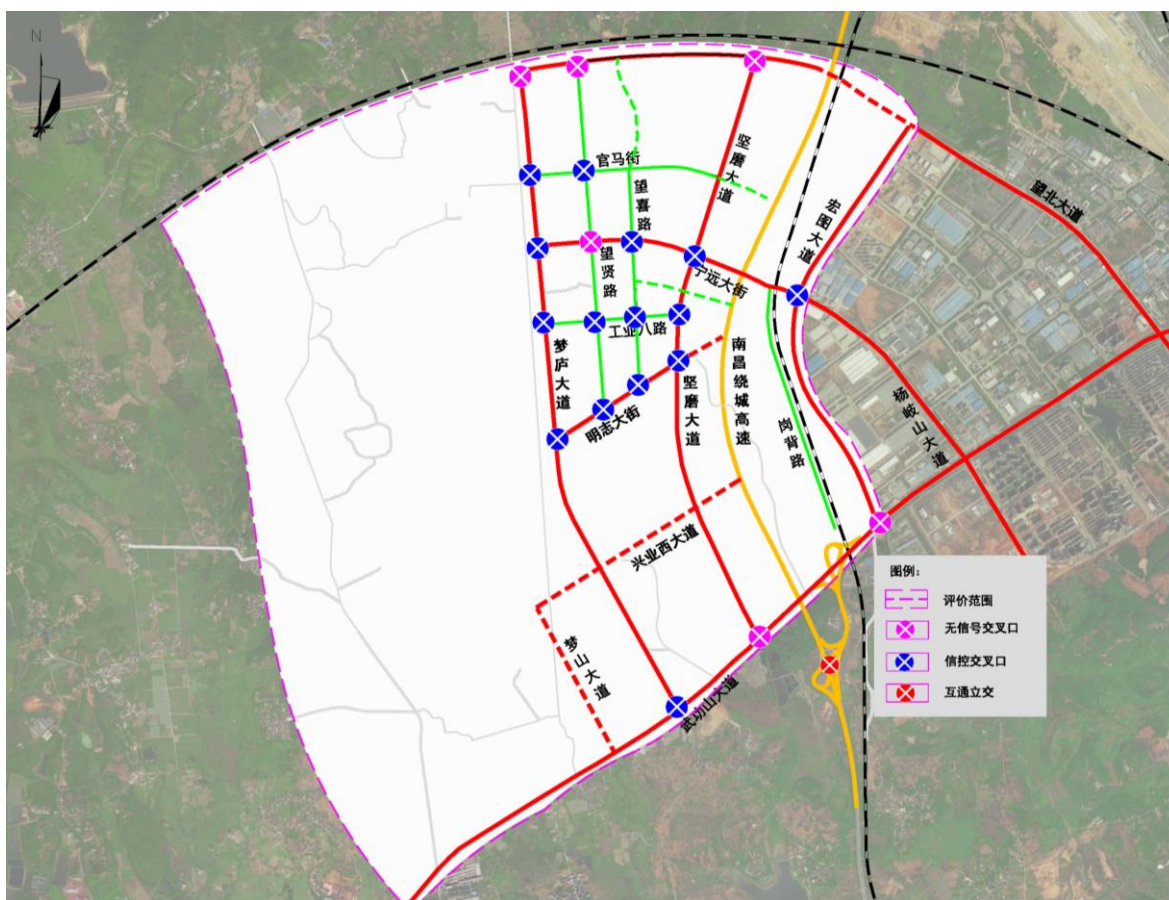 N
官马街
坚磨大道
望喜路
宏图大道
望北大道
望贤路
宁远大街
工业八路
梦庐大道
南昌绕城高速
坚磨大道
杨岐山大道
明志大街
岗背路
兴业西大道
梦山大道
武功山大道
图例：
评价范围
无信号交叉口
信控交叉口
互通立交